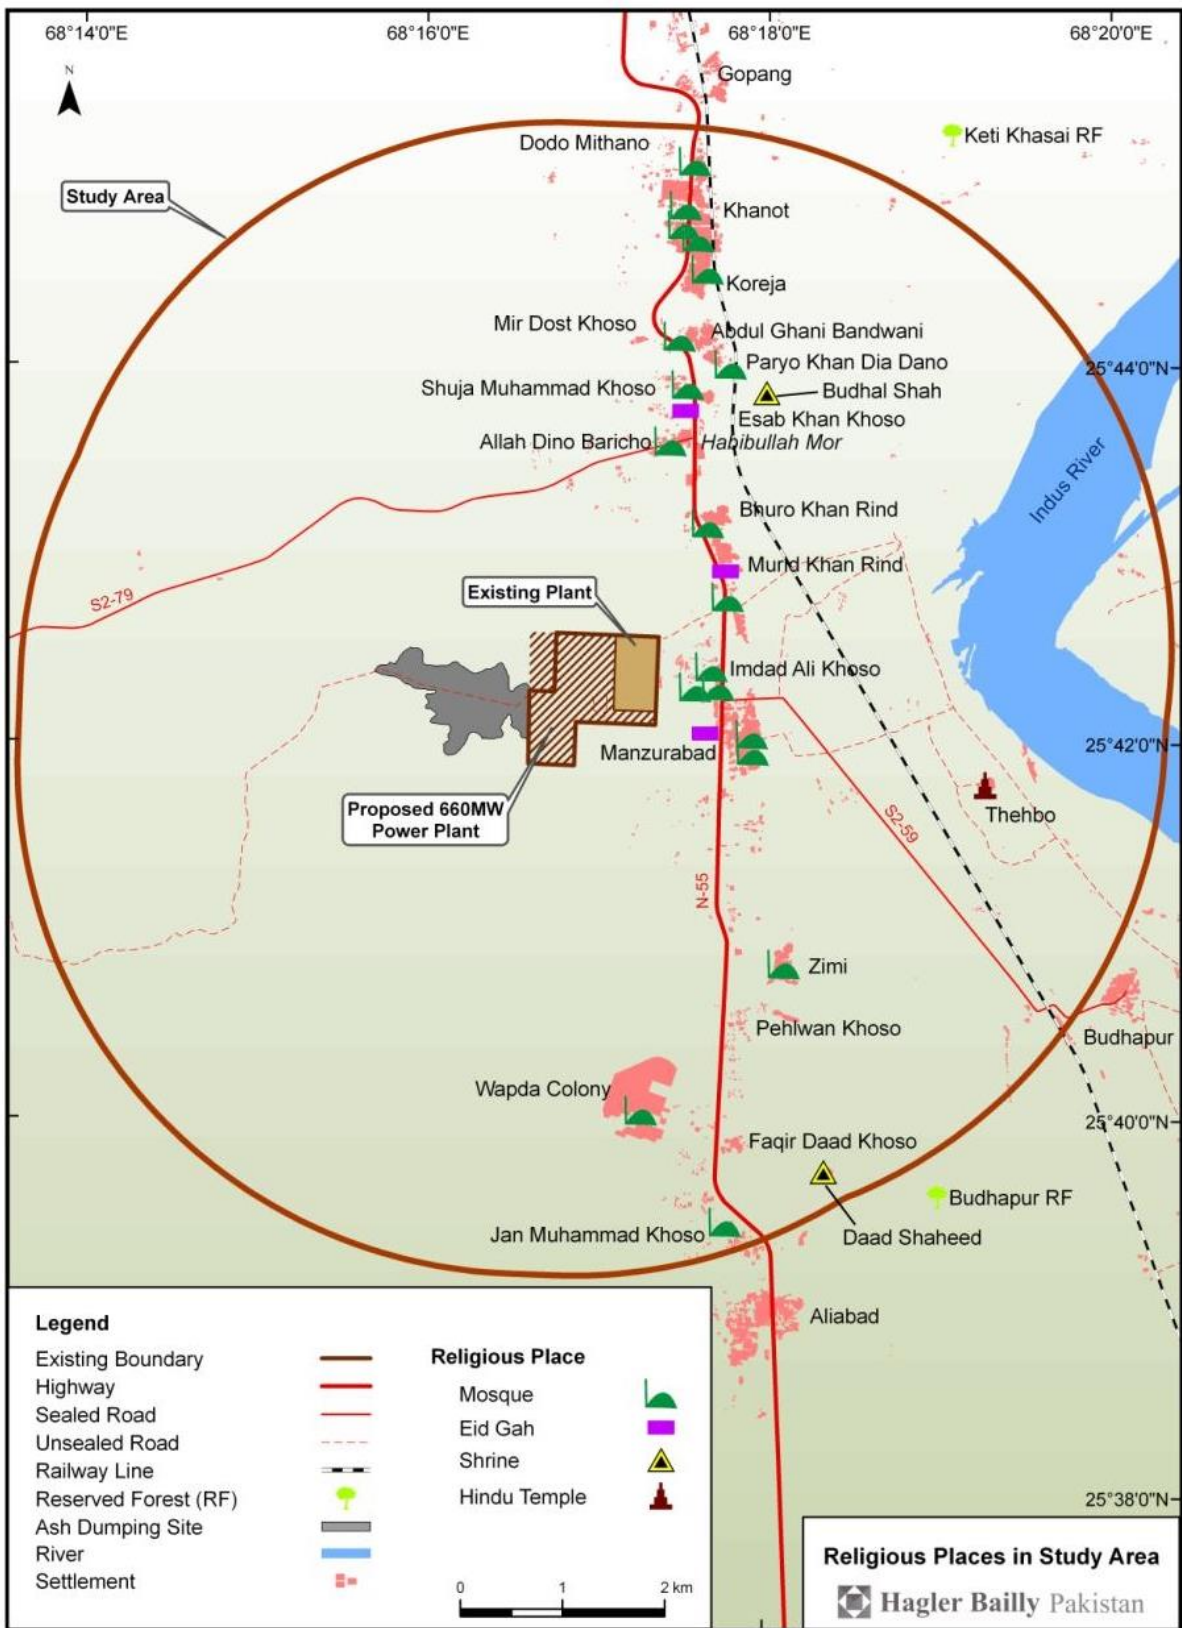 68°14'0"E
68°16'0"E
68°18'0"E
68°20'0"E
N
Gopang
Keti Khasai RF
Dodo Mithano
Study Area
Khanot
Koreja
Mir Dost Khoso
Abdul Ghani Bandwani
Paryo Khan Dia Dano
25°44'0"N
Shuja Muhammad Khoso
Budhal Shah
Esab Khan Khoso
Allah Dino Baricho
Habibullah Mor
Indus River
Bhuro Khan Rind
Murid Khan Rind
Existing Plant
S2-79
Imdad Ali Khoso
Manzurabad
25°42'0"N
Proposed 660MW
Power Plant
Thehbo
S2-59
N-55
Zimi
Pehlwan Khoso
Budhapur
Wapda Colony
25°40'0"N
Faqir Daad Khoso
Budhapur RF
Jan Muhammad Khoso
Daad Shaheed
Aliabad
Legend
Existing Boundary
Highway
Sealed Road
Unsealed Road
Railway Line
Reserved Forest (RF)
Ash Dumping Site
River
Settlement
Religious Place
Mosque
Eid Gah
Shrine
Hindu Temple
0 1 2 km
25°38'0"N
Religious Places in Study Area
Hagler Bailly Pakistan